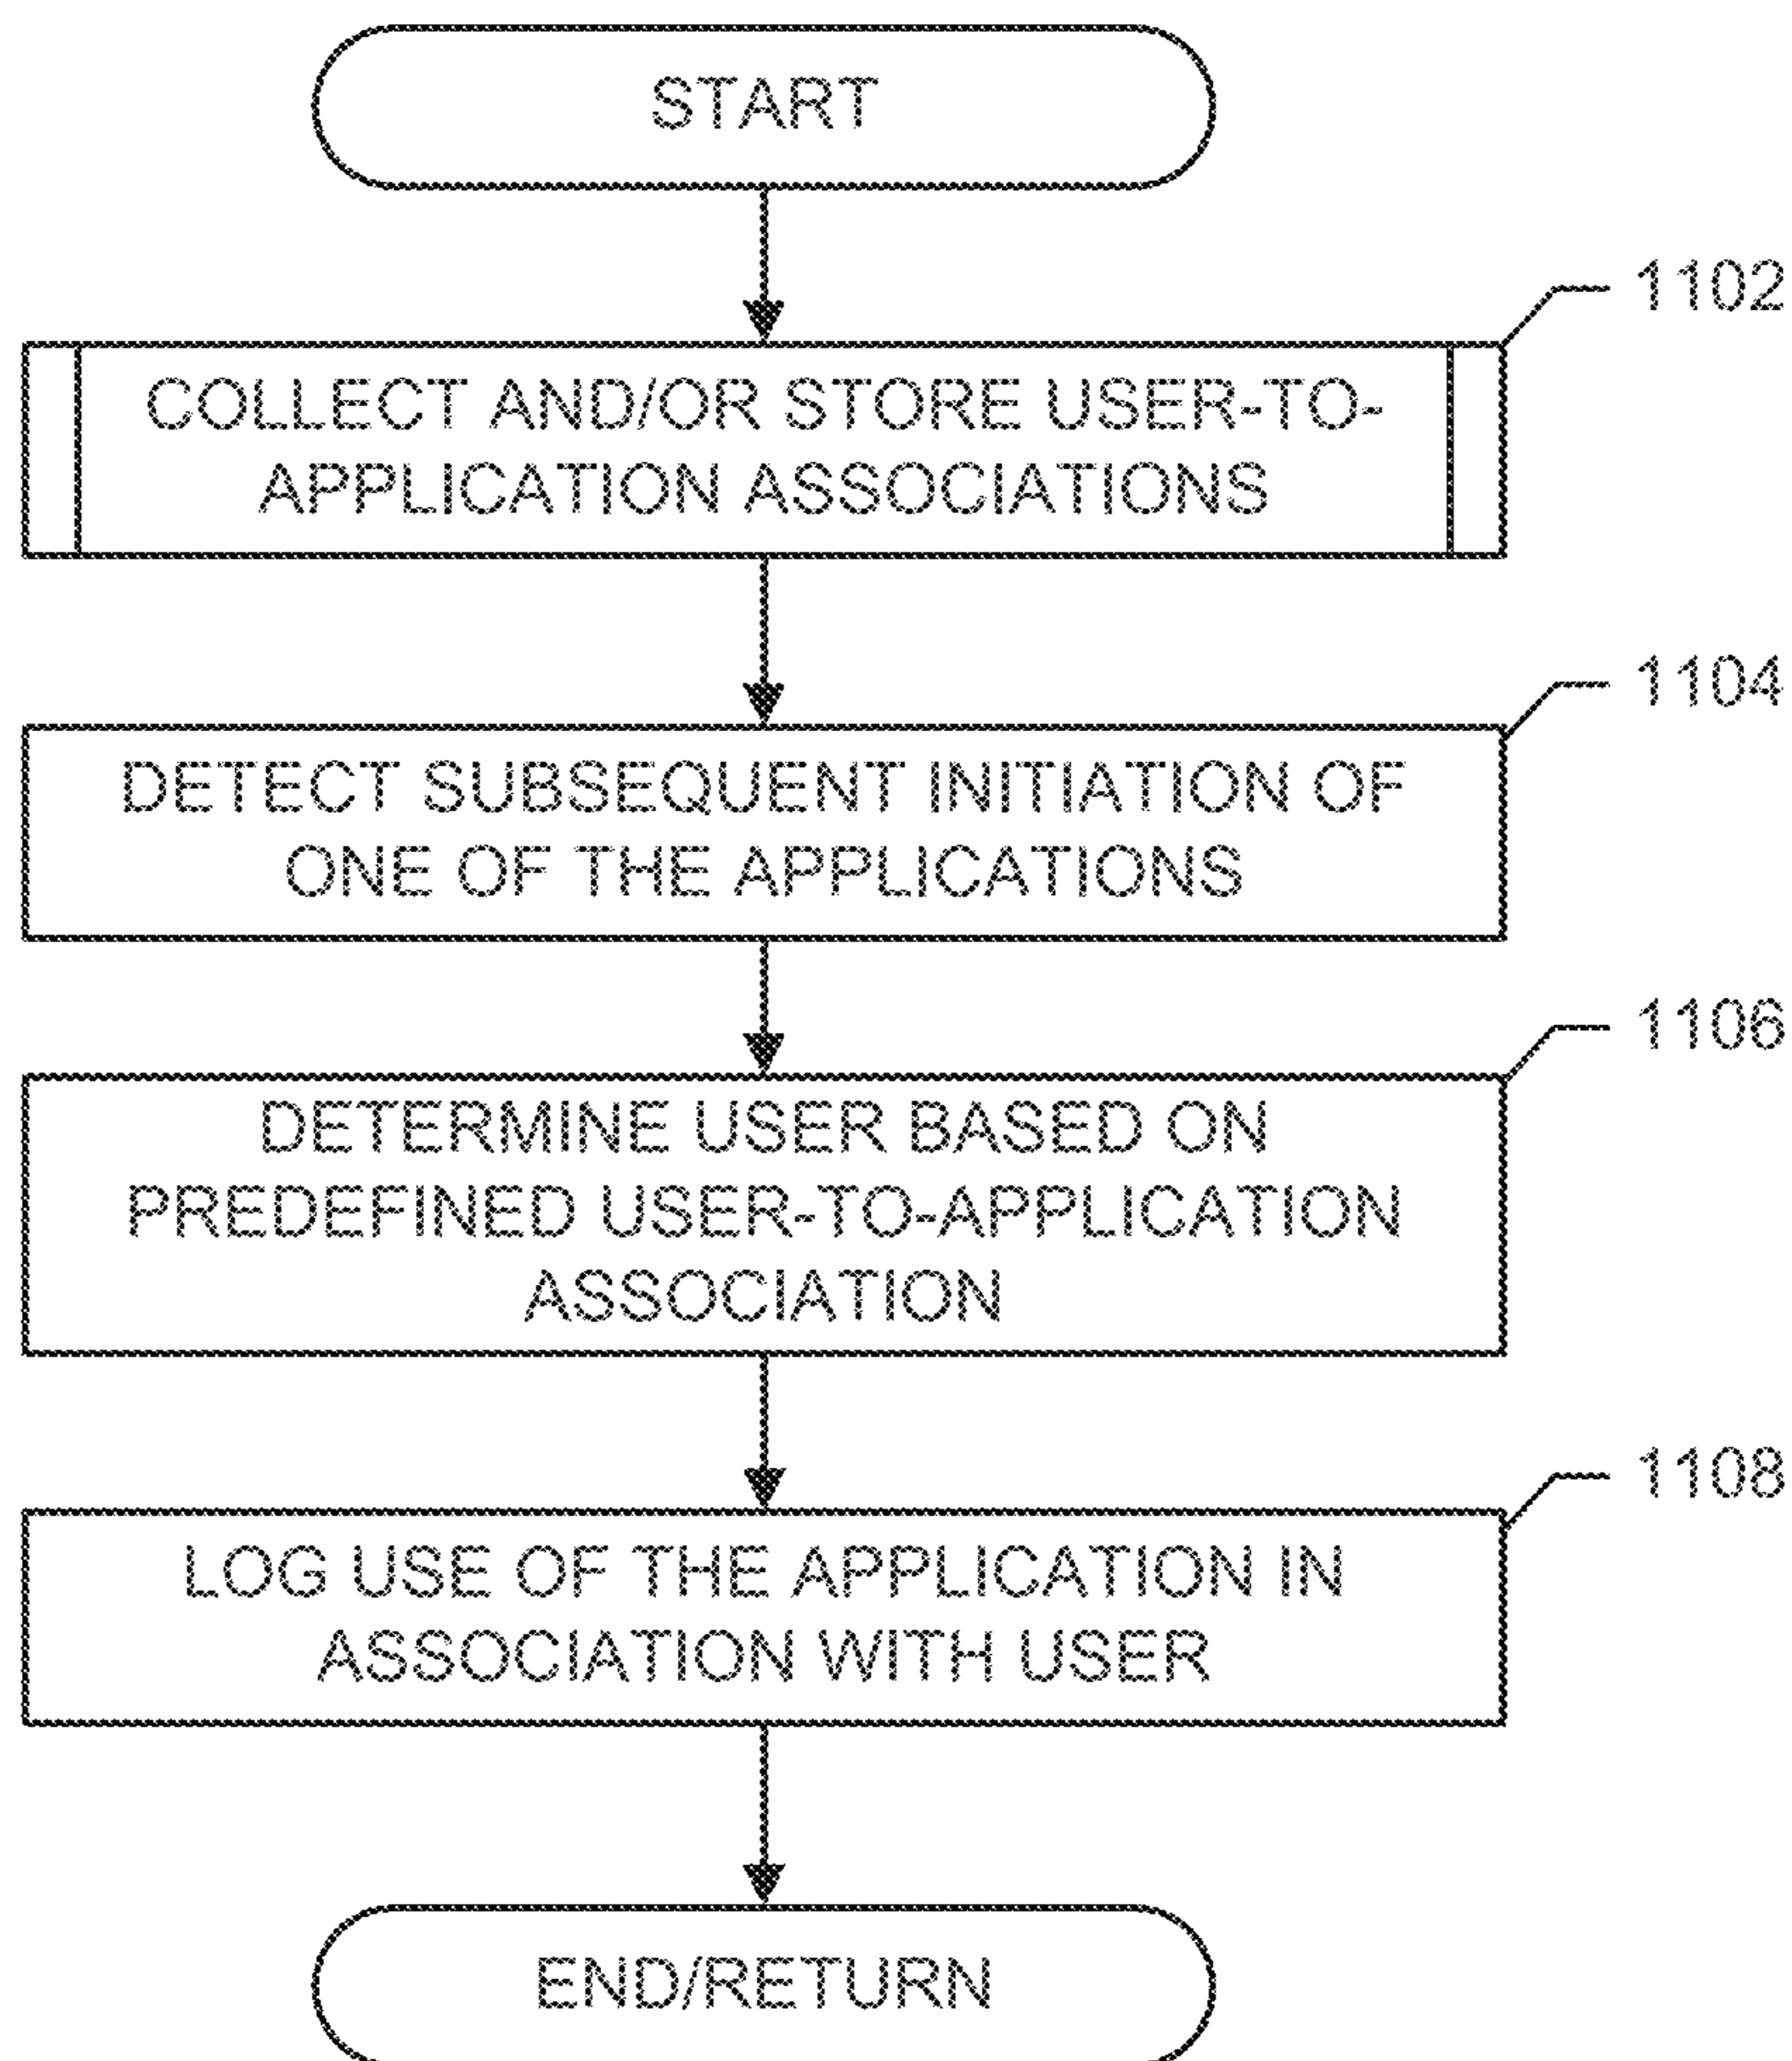 START
1102
COLLECT AND/OR STORE USER-TO-
APPLICATION ASSOCIATIONS
1104
DETECT SUBSEQUENT INITIATION OF
ONE OF THE APPLICATIONS
1106
DETERMINE USER BASED ON
PREDEFINED USER-TO-APPLICATION
ASSOCIATION
1108
LOG USE OF THE APPLICATION IN
ASSOCIATION WITH USER
END/RETURN